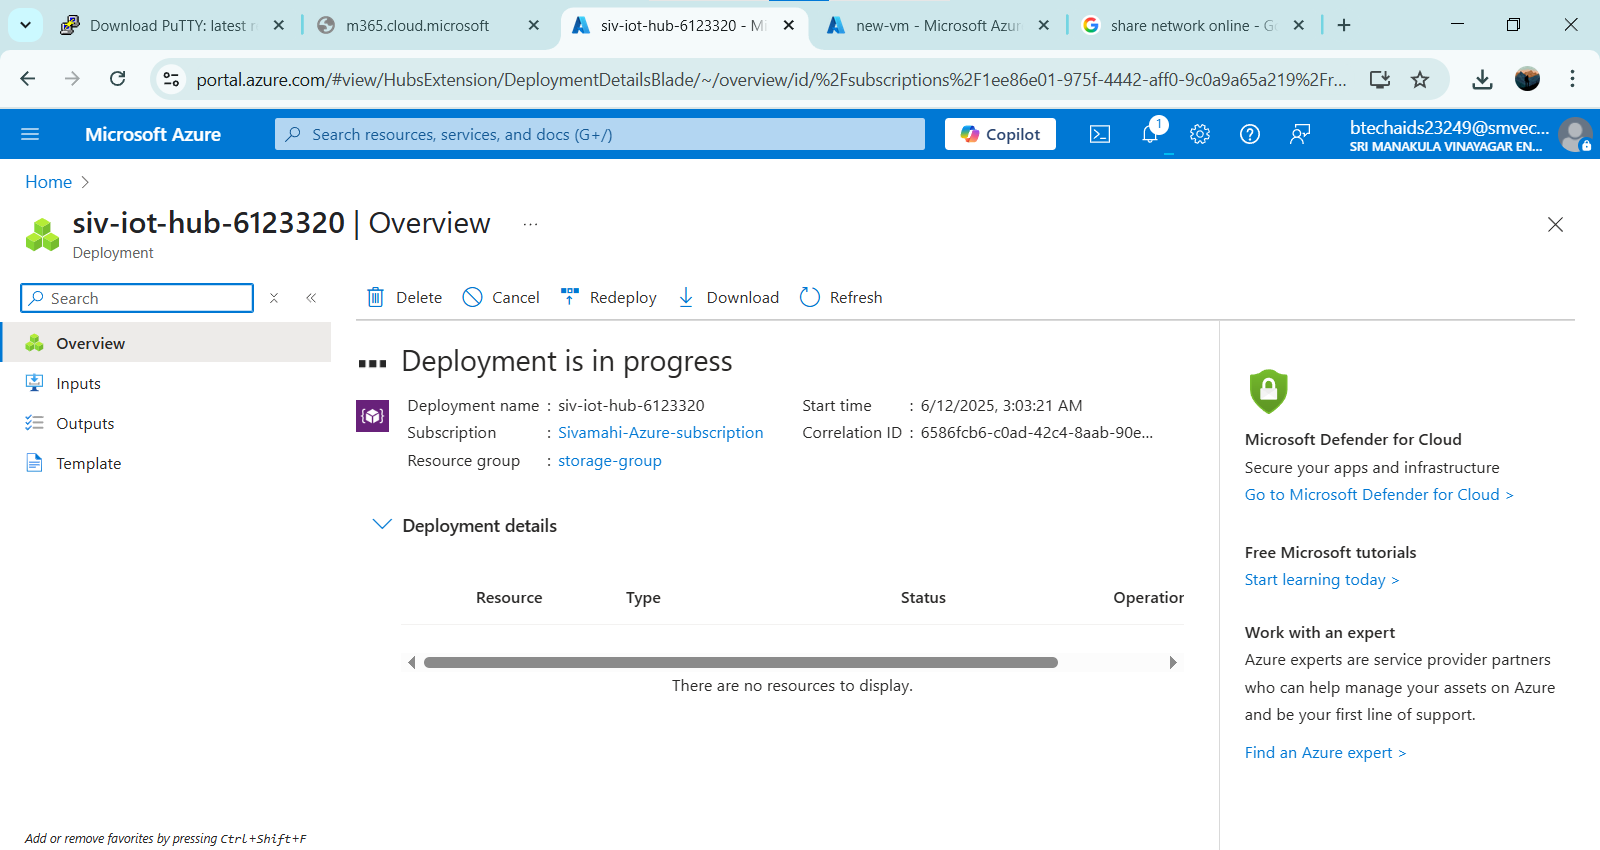 Download PuTTY: latest r
m365.cloud.microsoft
siv-iot-hub-6123320 - Mi
new-vm - Microsoft Azur
share network online - Go
portal.azure.com/#view/HubsExtension/DeploymentDetailsBlade/~/overview/id/%2Fsubscriptions%2F1ee86e01-975f-4442-aff0-9c0a9a65a219%2Fr...
Microsoft Azure
Search resources, services, and docs (G+/)
Copilot
1
btechaids23249@smvec...
SRI MANAKULA VINAYAGAR EN...
Home
siv-iot-hub-6123320 | Overview ...
Deployment
Search
Delete Cancel Redeploy Download Refresh
Overview
Inputs
Outputs
Template
Deployment is in progress
Deployment name : siv-iot-hub-6123320
Subscription : Sivamahi-Azure-subscription
Resource group : storage-group
Start time : 6/12/2025, 3:03:21 AM
Correlation ID : 6586fcb6-c0ad-42c4-8aab-90e...
Deployment details
Resource Type Status Operation
There are no resources to display.
Microsoft Defender for Cloud
Secure your apps and infrastructure
Go to Microsoft Defender for Cloud >
Free Microsoft tutorials
Start learning today >
Work with an expert
Azure experts are service provider partners
who can help manage your assets on Azure
and be your first line of support.
Find an Azure expert >
Add or remove favorites by pressing Ctrl+Shift+F